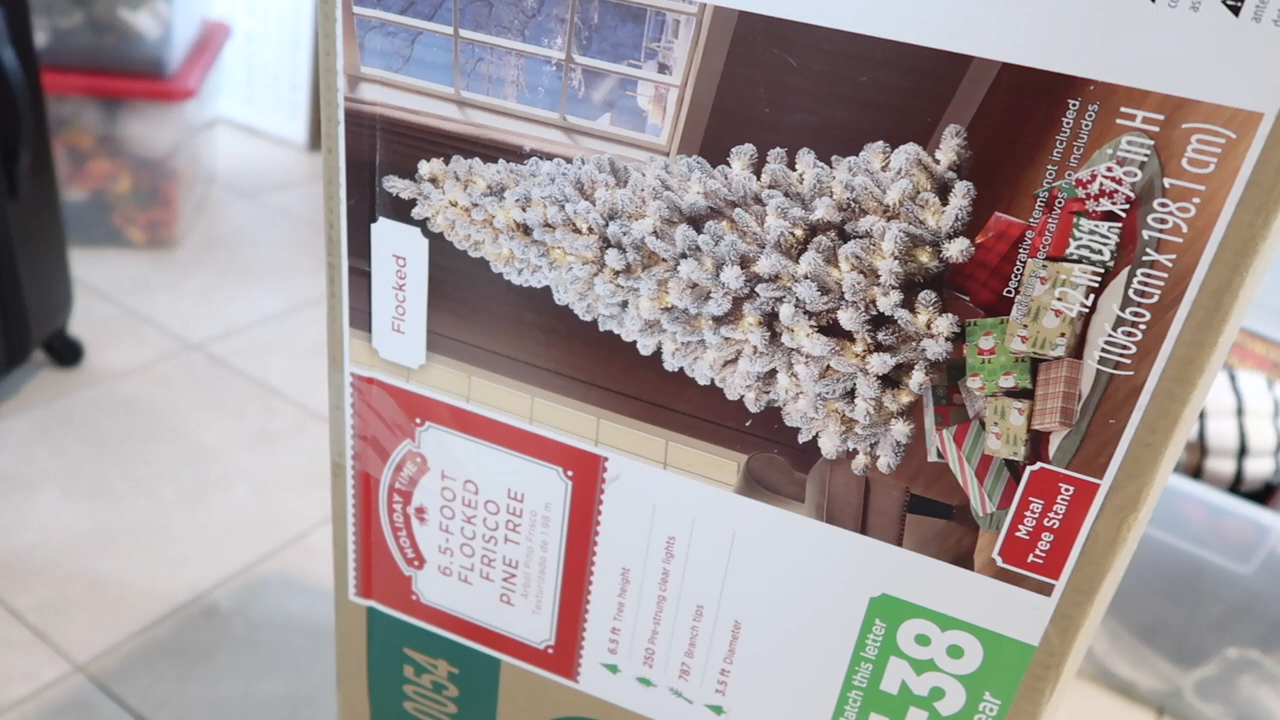 Flocked
HOLIDAY TIME
6.5-FOOT
FLOCKED
FRISCO
PINE TREE
Árbol Pino Frisco
Texturizado de 1.98 m
6.5 ft Tree height
250 Pre-strung clear lights
787 Branch tips
3.5 ft Diameter
Decorative items not included.
decorativos no incluidos.
42 in DIA x 78 in H
(106.6 cm x 198.1 cm)
Metal
Tree Stand
0054
this letter
38